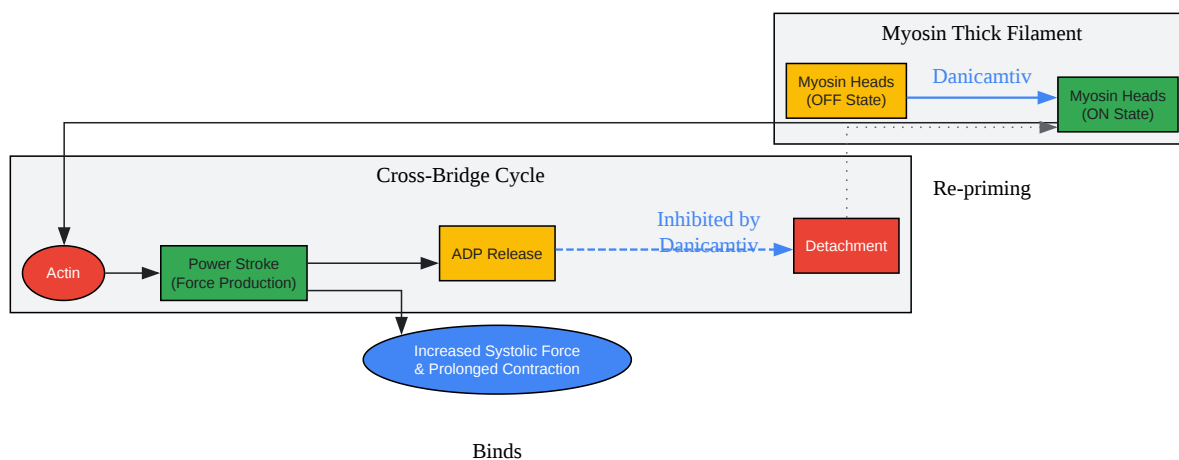 Myosin Thick Filament
Myosin Heads
(OFF State)
Danicamtiv
Myosin Heads
(ON State)
Cross-Bridge Cycle
Re-priming
Actin
Power Stroke
(Force Production)
ADP Release
Inhibited by
Danicamtiv
Detachment
Increased Systolic Force
& Prolonged Contraction
Binds